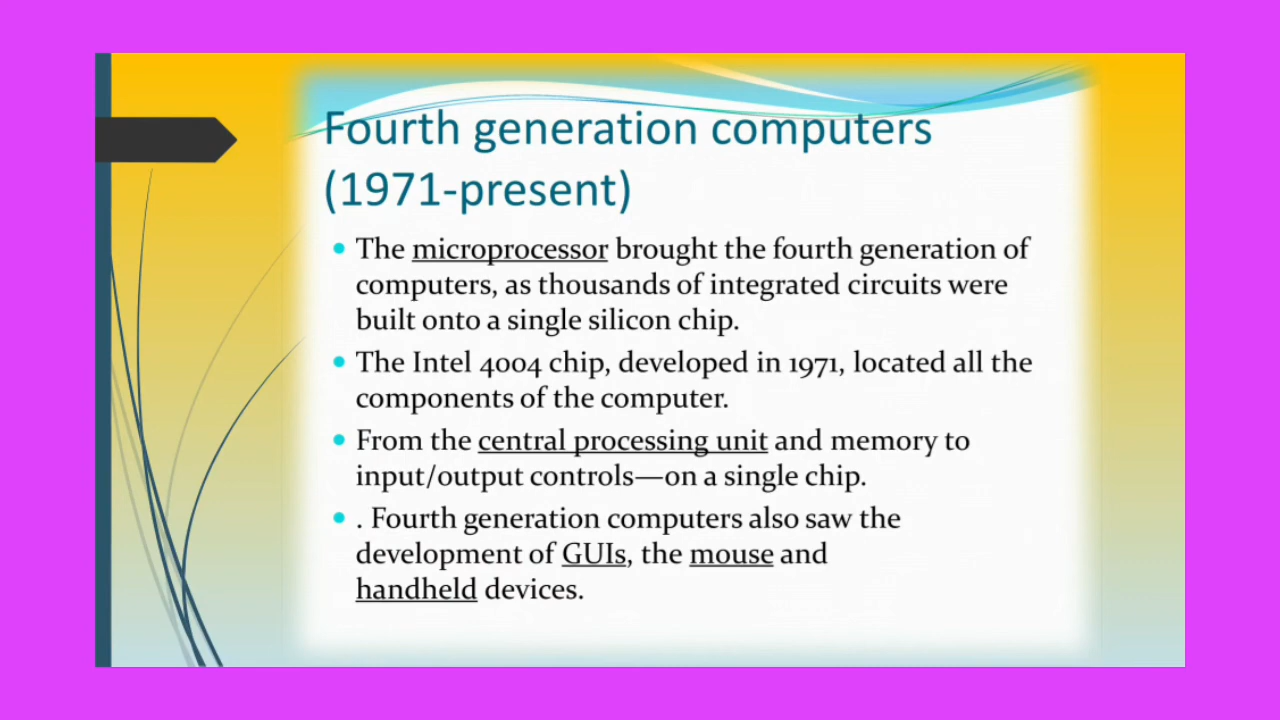 Fourth generation computers
(1971-present)
• The microprocessor brought the fourth generation of
computers, as thousands of integrated circuits were
built onto a single silicon chip.
• The Intel 4004 chip, developed in 1971, located all the
components of the computer.
• From the central processing unit and memory to
input/output controls—on a single chip.
• . Fourth generation computers also saw the
development of GUIs, the mouse and
handheld devices.